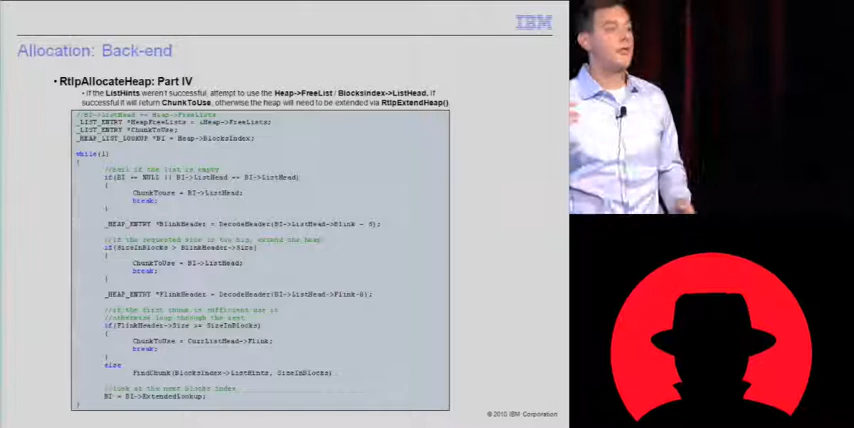 IBM
Allocation: Back-end
• RtlpAllocateHeap: Part IV
• If the ListHints weren't successful, attempt to use the Heap->FreeList / BlocksIndex->ListHead. If
successful it will return ChunkToUse, otherwise the heap will need to be extended via RtlpExtendHeap()
//BI->ListHead == Heap->FreeLists
_LIST_ENTRY *HeapFreeLists = &Heap->FreeLists;
_LIST_ENTRY *ChunkToUse;
_HEAP_LIST_LOOKUP *BI = Heap->BlocksIndex;
while(1)
{
//bail if the list is empty
if(BI == NULL || BI->ListHead == BI->ListHead)
{
ChunkToUse = BI->ListHead;
break;
}
_HEAP_ENTRY *BlinkHeader = DecodeHeader(BI->ListHead->Blink - 8);
//if the requested size is too big, extend the heap
if(SizeInBlocks > BlinkHeader->Size)
{
ChunkToUse = BI->ListHead;
break;
}
_HEAP_ENTRY *FlinkHeader = DecodeHeader(BI->ListHead->Flink-8);
//if the first chunk is sufficient use it
//otherwise loop through the rest
if(FlinkHeader->Size >= SizeInBlocks)
{
ChunkToUse = CurrListHead->Flink;
break;
}
else
FindChunk(BlocksIndex->ListHints, SizeInBlocks)
//look at the next blocks index
BI = BI->ExtendedLookup;
}
© 2010 IBM Corporation